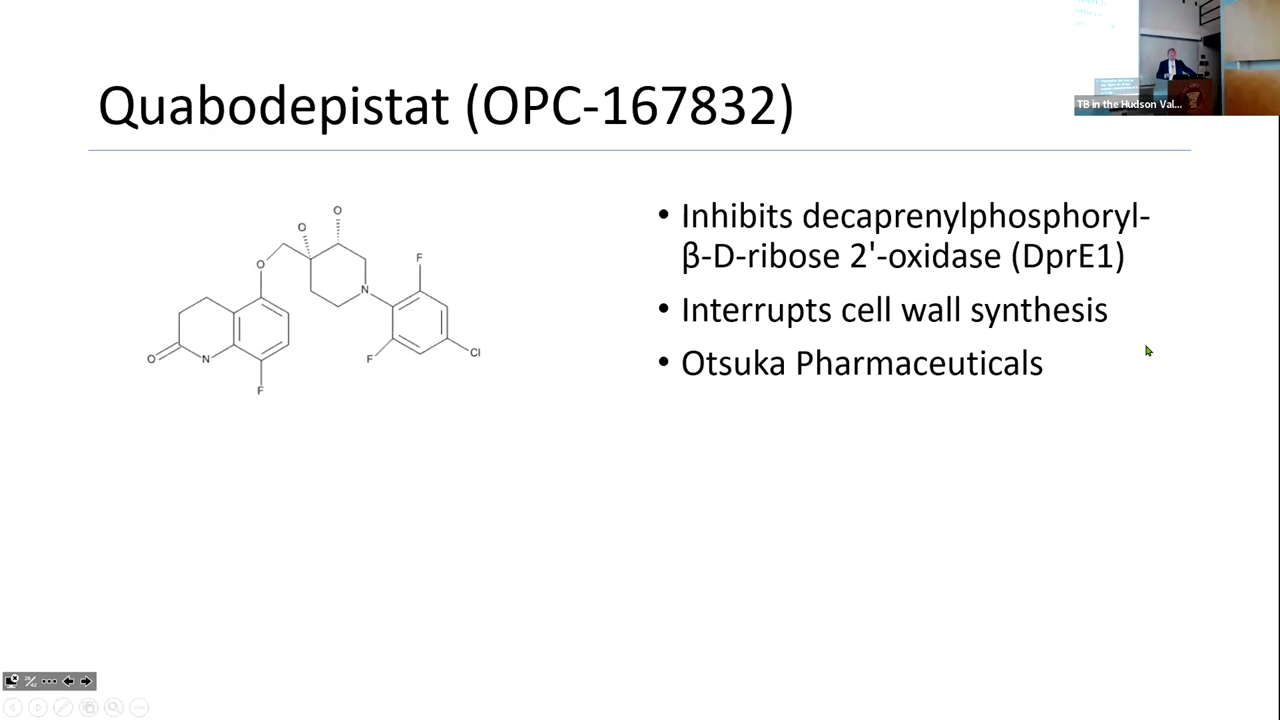 Quabodepistat (OPC-167832)
TB in the Hudson Val...
O
O
O
F
N
O
N
F
Cl
F
• Inhibits decaprenylphosphoryl-
β-D-ribose 2'-oxidase (DprE1)
• Interrupts cell wall synthesis
• Otsuka Pharmaceuticals